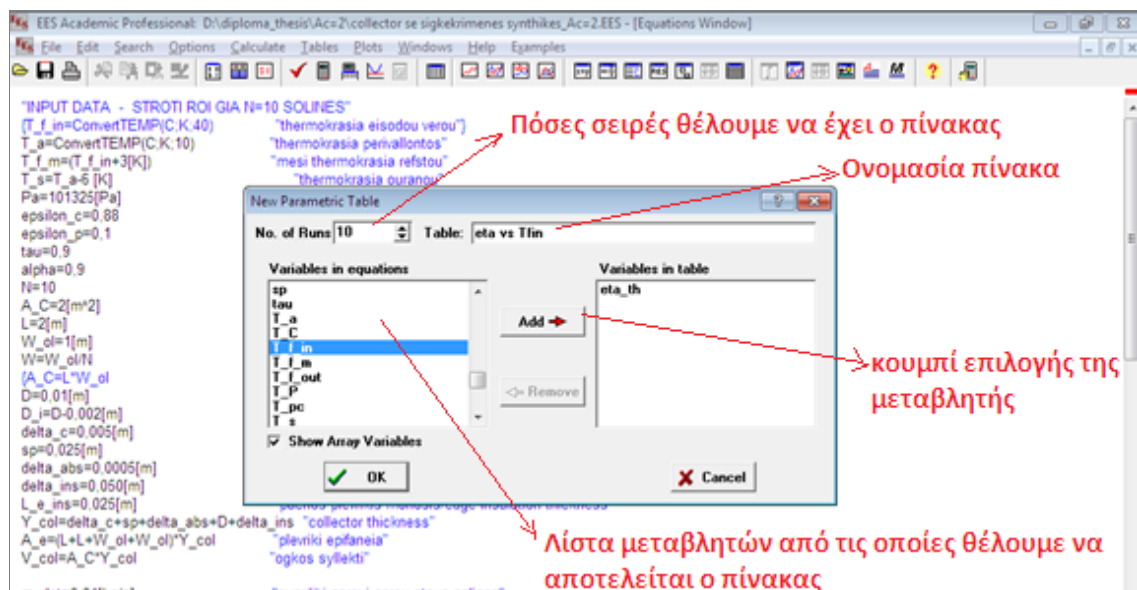 EES Academic Professional: D:\diploma_thesis\Ac=2\collector se sigkekrimenes synthikes_Ac=2.EES - [Equations Window]
File Edit Search Options Calculate Tables Plots Windows Help Examples
"INPUT DATA - STROTI ROI GIA N=10 SOLINES"
{T_f_in=ConvertTEMP(C;K;40) "thermokrasia eisodou verou"}
T_a=ConvertTEMP(C;K;10) "thermokrasia perivallontos"
T_f_m=(T_f_in+3[K]) "mesi thermokrasia refstou"
T_s=T_a-6 [K] "thermokrasia ouranou"
Pa=101325[Pa]
epsilon_c=0,88
epsilon_p=0,1
tau=0,9
alpha=0,9
N=10
A_C=2[m^2]
L=2[m]
W_ol=1[m]
W=W_ol/N
{A_C=L*W_ol
D=0,01[m]
D_i=D-0,002[m]
delta_c=0,005[m]
sp=0,025[m]
delta_abs=0,0005[m]
delta_ins=0,050[m]
L_e_ins=0,025[m]
Y_col=delta_c+sp+delta_abs+D+delta_ins "collector thickness"
A_e=(L+L+W_ol+W_ol)*Y_col "plevriki epifaneia"
V_col=A_C*Y_col "ogkos syllekti"
New Parametric Table
No. of Runs 10 Table: eta vs Tfin
Variables in equations
sp
tau
T_a
T_C
T_f_in
T_f_m
T_f_out
T_P
T_pc
T_s
Show Array Variables
Add
Remove
Variables in table
eta_th
OK
Cancel
Πόσες σειρές θέλουμε να έχει ο πίνακας
Ονομασία πίνακα
κουμπί επιλογής της
μεταβλητής
Λίστα μεταβλητών από τις οποίες θέλουμε να
αποτελείται ο πίνακας